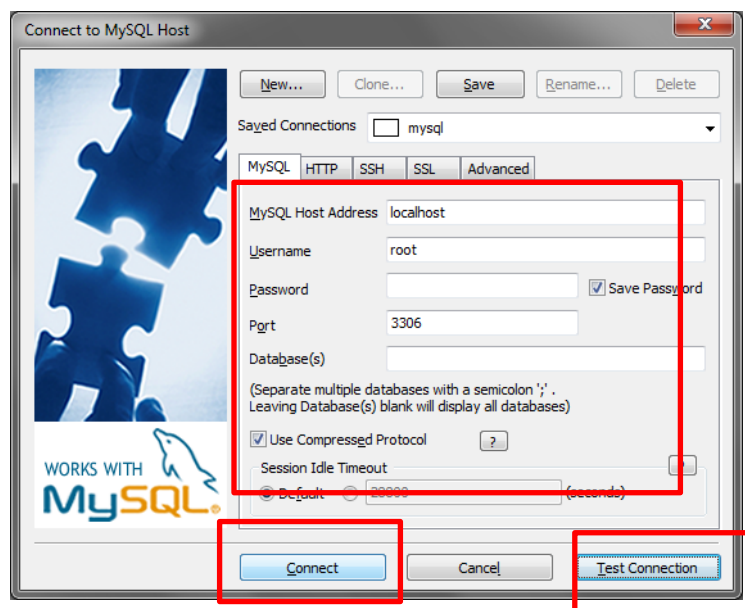 Connect to MySQL Host
New... Clone... Save Rename... Delete
Saved Connections mysql
MySQL HTTP SSH SSL Advanced
MySQL Host Address localhost
Username root
Password Save Password
Port 3306
Database(s)
(Separate multiple databases with a semicolon ';' .
Leaving Database(s) blank will display all databases)
Use Compressed Protocol ?
Session Idle Timeout
Default 28800 (seconds)
WORKS WITH
MySQL®
Connect Cancel Test Connection